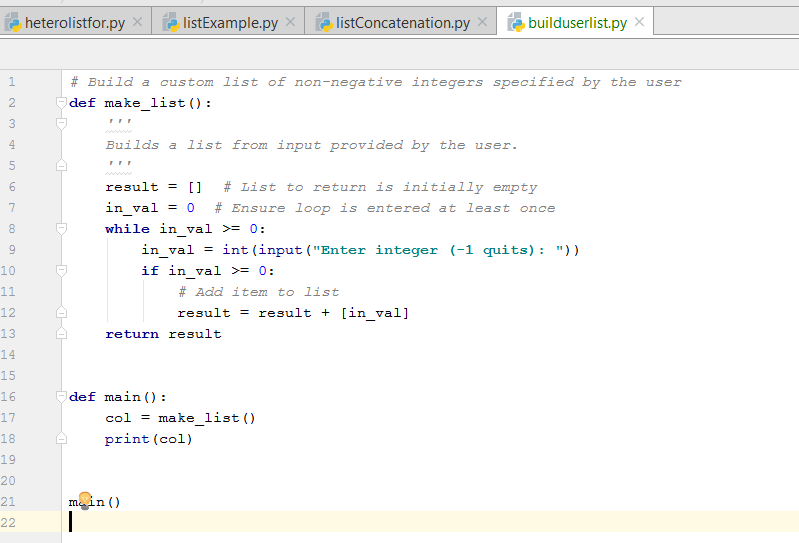 heterolistfor.py × listExample.py × listConcatenation.py × builduserlist.py ×
1 # Build a custom list of non-negative integers specified by the user
2 def make_list():
3     '''
4     Builds a list from input provided by the user.
5     '''
6     result = []  # List to return is initially empty
7     in_val = 0  # Ensure loop is entered at least once
8     while in_val >= 0:
9         in_val = int(input("Enter integer (-1 quits): "))
10         if in_val >= 0:
11             # Add item to list
12             result = result + [in_val]
13     return result
14
15
16 def main():
17     col = make_list()
18     print(col)
19
20
21 main()
22